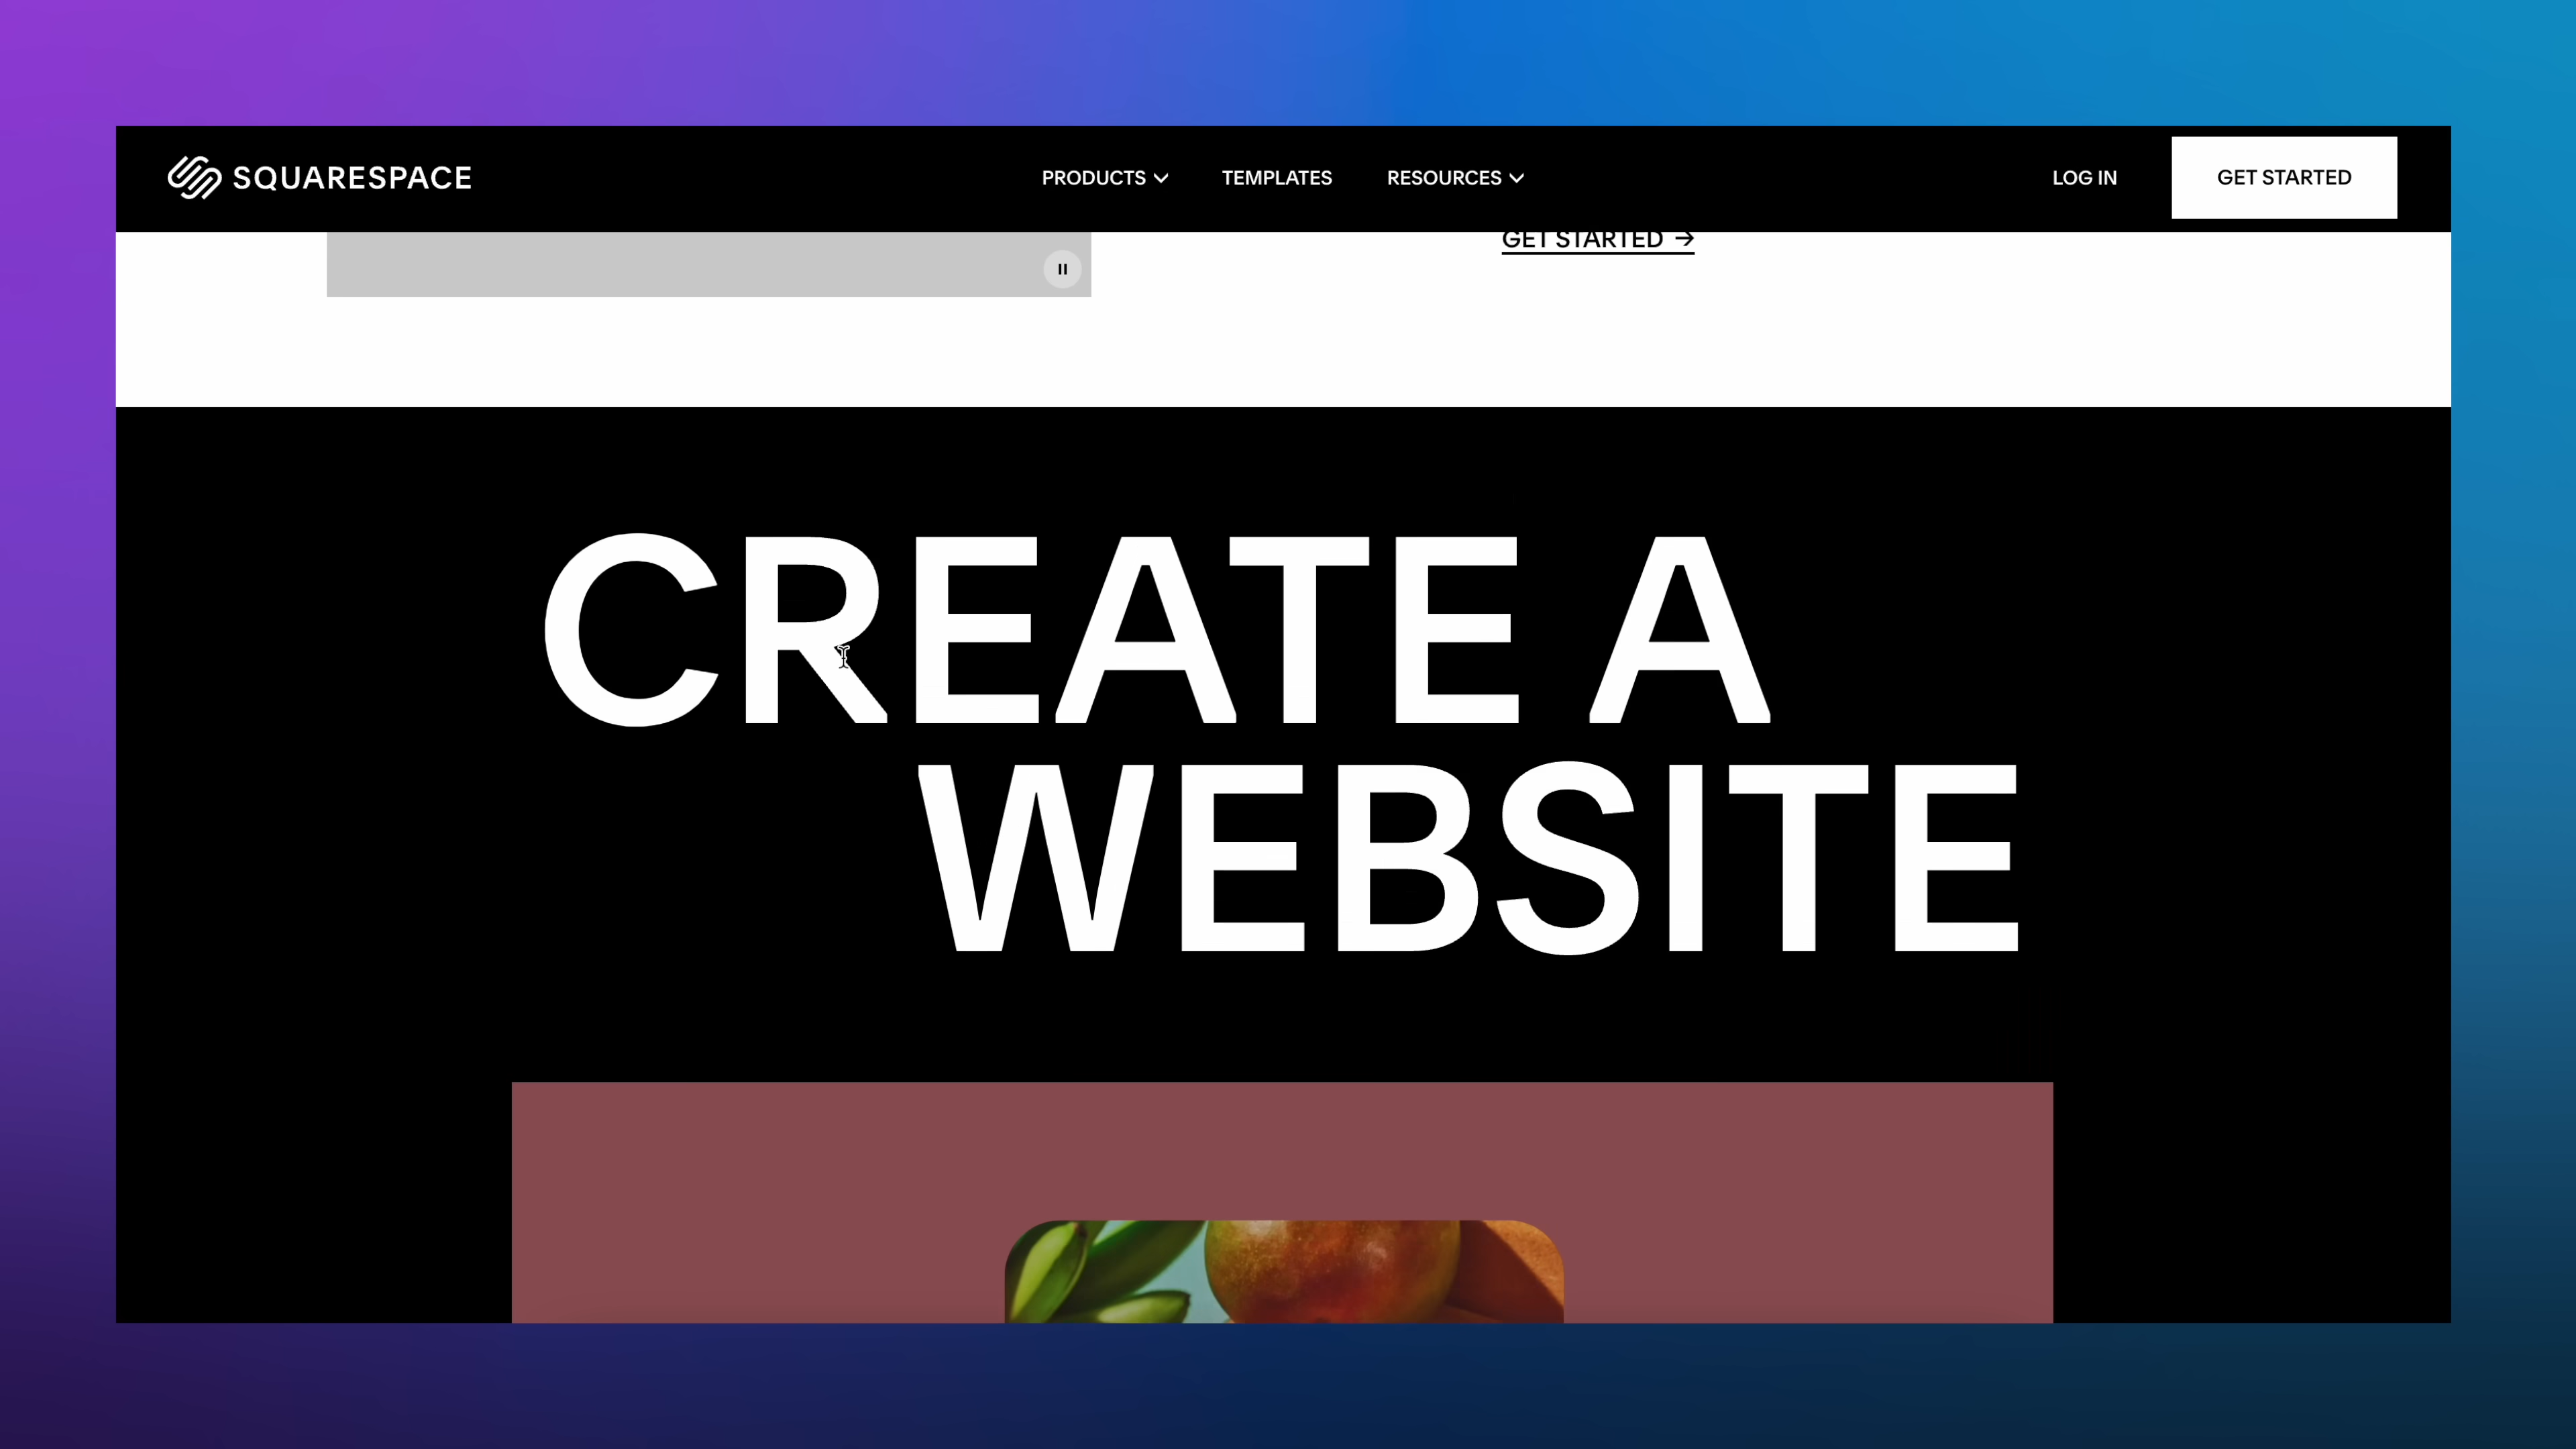 SQUARESPACE
PRODUCTS
TEMPLATES
RESOURCES
LOG IN
GET STARTED
GET STARTED →
CREATE A
WEBSITE